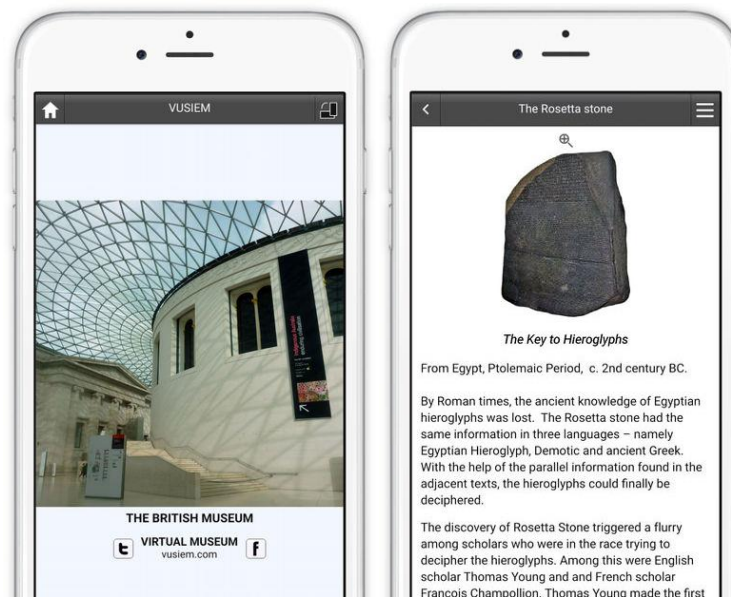 VUSIEM
THE BRITISH MUSEUM
VIRTUAL MUSEUM
vusiem.com
The Rosetta stone
The Key to Hieroglyphs
From Egypt, Ptolemaic Period, c. 2nd century BC.
By Roman times, the ancient knowledge of Egyptian
hieroglyphs was lost. The Rosetta stone had the
same information in three languages – namely
Egyptian Hieroglyph, Demotic and ancient Greek.
With the help of the parallel information found in the
adjacent texts, the hieroglyphs could finally be
deciphered.
The discovery of Rosetta Stone triggered a flurry
among scholars who were in the race trying to
decipher the hieroglyphs. Among this were English
scholar Thomas Young and and French scholar
Francois Champollion. Thomas Young made the first